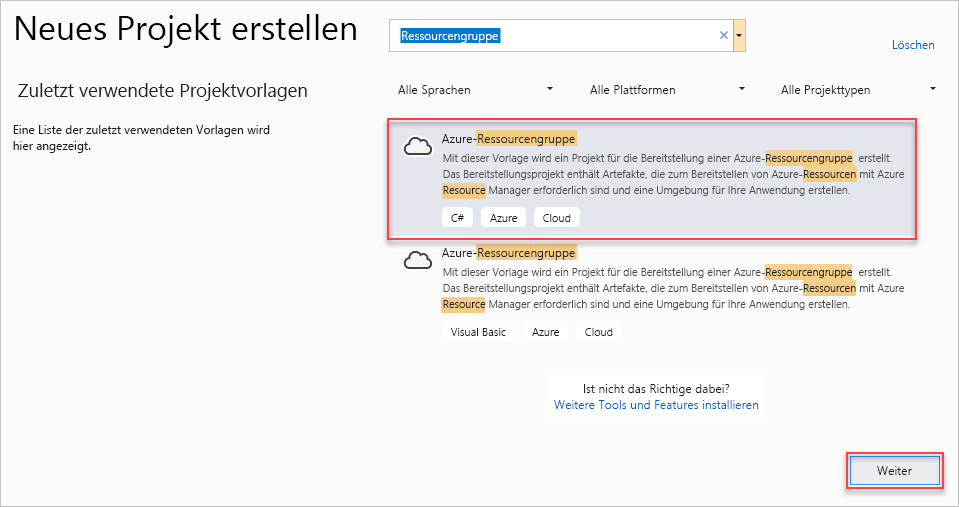 Neues Projekt erstellen
Ressourcengruppe
Löschen
Zuletzt verwendete Projektvorlagen
Alle Sprachen
Alle Plattformen
Alle Projekttypen
Eine Liste der zuletzt verwendeten Vorlagen wird
hier angezeigt.
Azure-Ressourcengruppe
Mit dieser Vorlage wird ein Projekt für die Bereitstellung einer Azure-Ressourcengruppe erstellt.
Das Bereitstellungsprojekt enthält Artefakte, die zum Bereitstellen von Azure-Ressourcen mit Azure
Resource Manager erforderlich sind und eine Umgebung für Ihre Anwendung erstellen.
C#
Azure
Cloud
Azure-Ressourcengruppe
Mit dieser Vorlage wird ein Projekt für die Bereitstellung einer Azure-Ressourcengruppe erstellt.
Das Bereitstellungsprojekt enthält Artefakte, die zum Bereitstellen von Azure-Ressourcen mit Azure
Resource Manager erforderlich sind und eine Umgebung für Ihre Anwendung erstellen.
Visual Basic
Azure
Cloud
Ist nicht das Richtige dabei?
Weitere Tools und Features installieren
Weiter